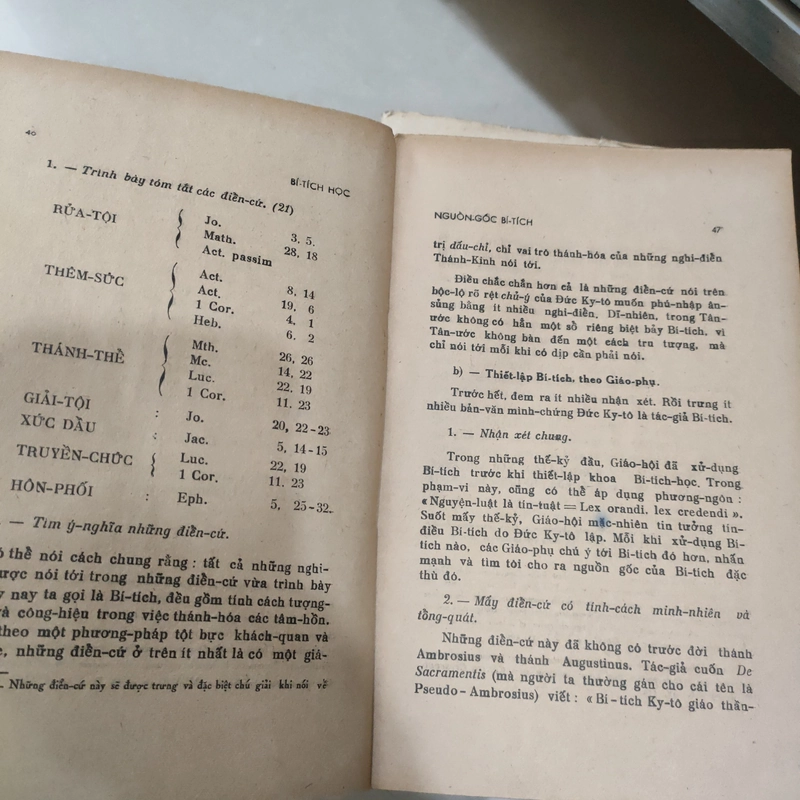 46
BÍ-TÍCH HỌC
1. — Trình bày tóm tắt các điển-cứ. (21)
RỬA-TỘI { Jo. 3, 5.
Math. 28, 18
Act. passim
THÊM-SỨC { Act. 8, 14
Act. 19, 6
1 Cor. 4, 1
Heb. 6, 2
THÁNH-THỂ { Mth. 26, 26
Mc. 14, 22
Luc. 22, 19
1 Cor. 11, 23
GIẢI-TỘI : Jo. 20, 22-23
XỨC DẦU : Jac. 5, 14-15
TRUYỀN-CHỨC { Luc. 22, 19
1 Cor. 11, 23
HÔN-PHỐI : Eph. 5, 25-32
— Tìm ý-nghĩa những điển-cứ.
thể nói cách chung rằng : tất cả những nghi-
được nói tới trong những điển-cứ vừa trình bày
nay ta gọi là Bí-tích, đều gồm tính cách tượng-
và công-hiệu trong việc thánh-hóa các tâm-hồn.
theo một phương-pháp tột bực khách-quan và
những điển-cứ ở trên ít nhất là có một giá-
. Những điển-cứ này sẽ được trưng và đặc biệt chú giải khi nói về
NGUỒN-GỐC BÍ-TÍCH
47
trị dấu-chỉ, chỉ vai trò thánh-hóa của những nghi-điển
Thánh-Kinh nói tới.
Điều chắc chắn hơn cả là những điển-cứ nói trên
bộc-lộ rõ rệt chủ-ý của Đức Ky-tô muốn phú-nhập ân-
sủng bằng ít nhiều nghi-điển. Dĩ-nhiên, trong Tân-
ước không có hẳn một số riêng biệt bảy Bí-tích, vì
Tân-ước không bàn đến một cách tru tượng, mà
chỉ nói tới mỗi khi có dịp cần phải nói.
b) — Thiết-lập Bí-tích, theo Giáo-phụ.
Trước hết, đem ra ít nhiều nhận xét. Rồi trưng ít
nhiều bản-văn minh-chứng Đức Ky-tô là tác-giả Bí-tích.
1. — Nhận xét chung.
Trong những thế-kỷ đầu, Giáo-hội đã xử-dụng
Bí-tích trước khi thiết-lập khoa Bí-tích-học. Trong
phạm-vi này, cũng có thể áp dụng phương-ngôn :
« Nguyện-luật là tín-luật = Lex orandi, lex credendi ».
Suốt mấy thế-kỷ, Giáo-hội mặc-nhiên tin tưởng tín-
điều Bí-tích do Đức Ky-tô lập. Mỗi khi xử-dụng Bí-
tích nào, các Giáo-phụ chú ý tới Bí-tích đó hơn, nhấn
mạnh và tìm tòi cho ra nguồn gốc của Bí-tích đặc
thù đó.
2. — Mấy điển-cứ có tính-cách minh-nhiên và
tổng-quát.
Những điển-cứ này đã không có trước đời thánh
Ambrosius và thánh Augustinus. Tác-giả cuốn De
Sacramentis (mà người ta thường gán cho cái tên là
Pseudo-Ambrosius) viết : « Bí-tích Ky-tô giáo thần-